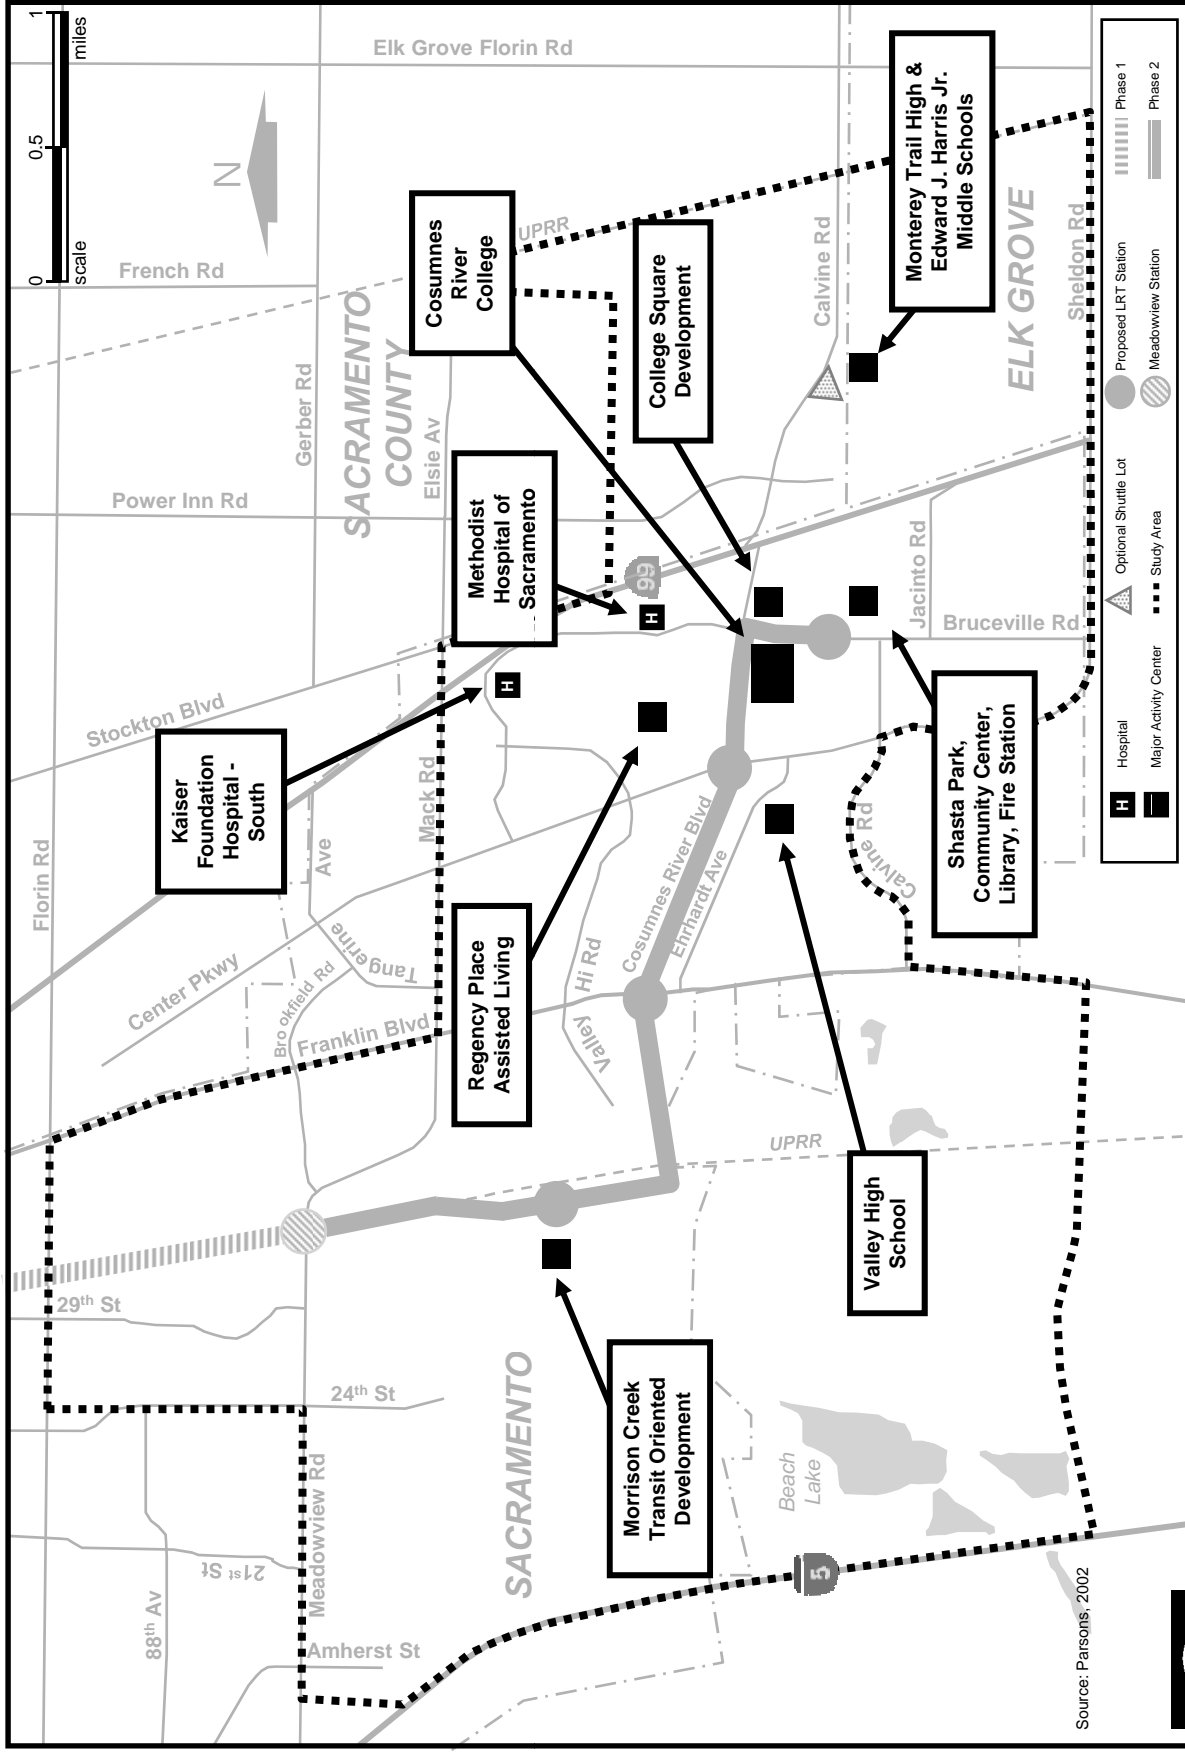 0
0.5
1
scale
miles
N
Elk Grove Florin Rd
French Rd
Gerber Rd
Power Inn Rd
Stockton Blvd
Florin Rd
SACRAMENTO
COUNTY
Elsie Av
Mack Rd
UPRR
Calvine Rd
Sheldon Rd
ELK GROVE
Jacinto Rd
Bruceville Rd
99
Cosumnes
River
College
College Square
Development
Monterey Trail High &
Edward J. Harris Jr.
Middle Schools
Methodist
Hospital of
Sacramento
H
H
Kaiser
Foundation
Hospital -
South
Regency Place
Assisted Living
Shasta Park,
Community Center,
Library, Fire Station
Valley High
School
Morrison Creek
Transit Oriented
Development
Ave
Tangerine
Center Pkwy
Brookfield Rd
Franklin Blvd
Valley
Hi Rd
Cosumnes River Blvd
Ehrhardt Ave
Calvine Rd
UPRR
29th St
24th St
21st St
88th Av
Meadowview Rd
Amherst St
SACRAMENTO
Beach
Lake
5
H
Hospital
Major Activity Center
Optional Shuttle Lot
Study Area
Proposed LRT Station
Meadowview Station
Phase 1
Phase 2
Source: Parsons, 2002